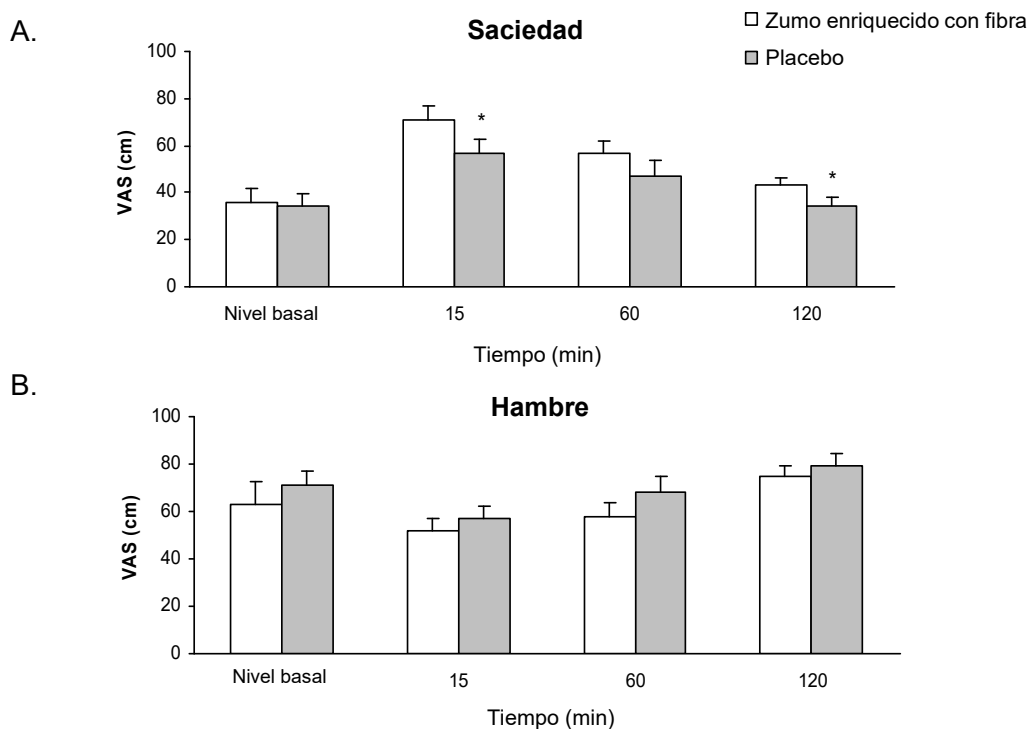 A.
Saciedad
Zumo enriquecido con fibra
Placebo
VAS (cm)
100
80
60
40
20
0
*
*
Nivel basal 15 60 120
Tiempo (min)
B.
Hambre
VAS (cm)
100
80
60
40
20
0
Nivel basal 15 60 120
Tiempo (min)